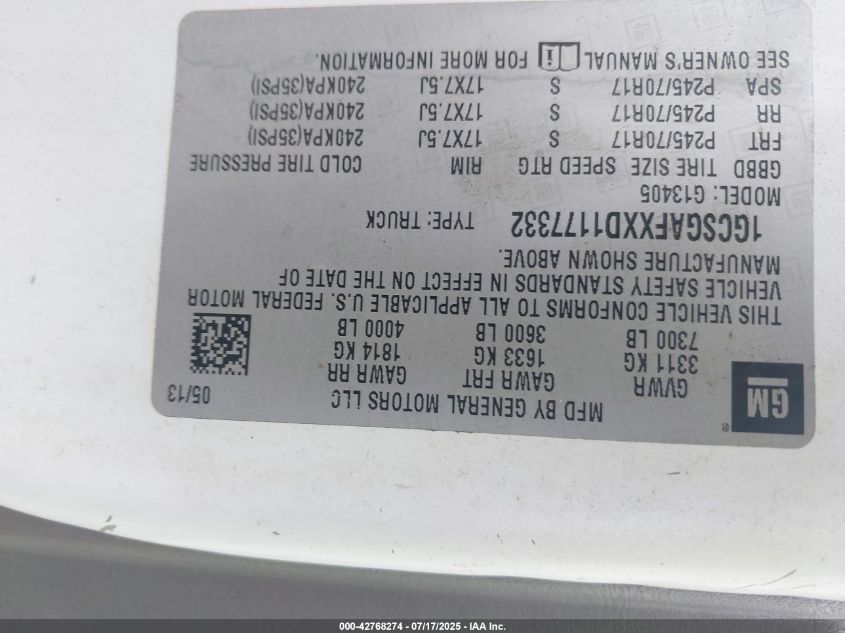 GM
MFD BY GENERAL MOTORS LLC
05/13
GVWR GAWR FRT GAWR RR
3311 KG 1633 KG 1814 KG
7300 LB 3600 LB 4000 LB
THIS VEHICLE CONFORMS TO ALL APPLICABLE U.S. FEDERAL MOTOR
VEHICLE SAFETY STANDARDS IN EFFECT ON THE DATE OF
MANUFACTURE SHOWN ABOVE.
1GCSGAFXXD1177332 TYPE: TRUCK
MODEL: G13405
GBBD TIRE SIZE SPEED RTG RIM COLD TIRE PRESSURE
FRT P245/70R17 S 17X7.5J 240KPA(35PSI)
RR P245/70R17 S 17X7.5J 240KPA(35PSI)
SPA P245/70R17 S 17X7.5J 240KPA(35PSI)
SEE OWNER'S MANUAL FOR MORE INFORMATION.
000-42768274 - 07/17/2025 - IAA Inc.